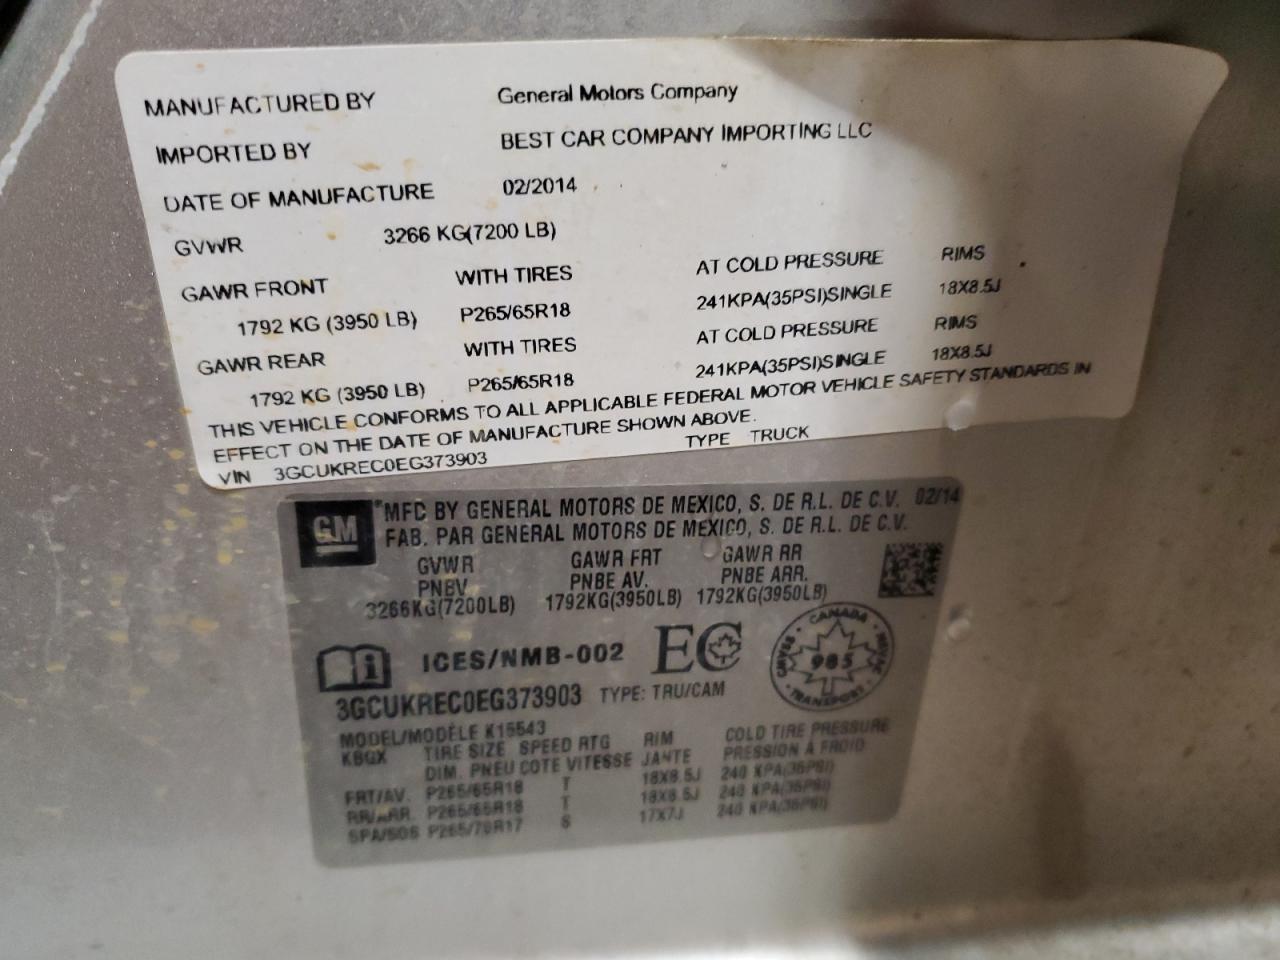 MANUFACTURED BY General Motors Company
IMPORTED BY BEST CAR COMPANY IMPORTING LLC
DATE OF MANUFACTURE 02/2014
GVWR 3266 KG(7200 LB)
GAWR FRONT WITH TIRES AT COLD PRESSURE RIMS
1792 KG (3950 LB) P265/65R18 241KPA(35PSI)SINGLE 18X8.5J
GAWR REAR WITH TIRES AT COLD PRESSURE RIMS
1792 KG (3950 LB) P265/65R18 241KPA(35PSI)SINGLE 18X8.5J
THIS VEHICLE CONFORMS TO ALL APPLICABLE FEDERAL MOTOR VEHICLE SAFETY STANDARDS IN
EFFECT ON THE DATE OF MANUFACTURE SHOWN ABOVE.
VIN 3GCUKREC0EG373903 TYPE TRUCK
GM
MFC BY GENERAL MOTORS DE MEXICO, S. DE R.L. DE C.V. 02/14
FAB. PAR GENERAL MOTORS DE MEXICO, S. DE R.L. DE C.V.
GVWR GAWR FRT GAWR RR
PNBV PNBE AV. PNBE ARR.
3266KG(7200LB) 1792KG(3950LB) 1792KG(3950LB)
ICES/NMB-002 EC
CANADA
985
TRANSPORT
3GCUKREC0EG373903 TYPE: TRU/CAM
MODEL/MODÈLE K15543
KBGX TIRE SIZE SPEED RTG RIM COLD TIRE PRESSURE
DIM. PNEU COTE VITESSE JANTE PRESSION À FROID
FRT/AV. P265/65R18 T 18X8.5J 240 KPA(35PSI)
RR/ARR. P265/65R18 T 18X8.5J 240 KPA(35PSI)
SPA/SOS P265/70R17 S 17X7J 240 KPA(35PSI)